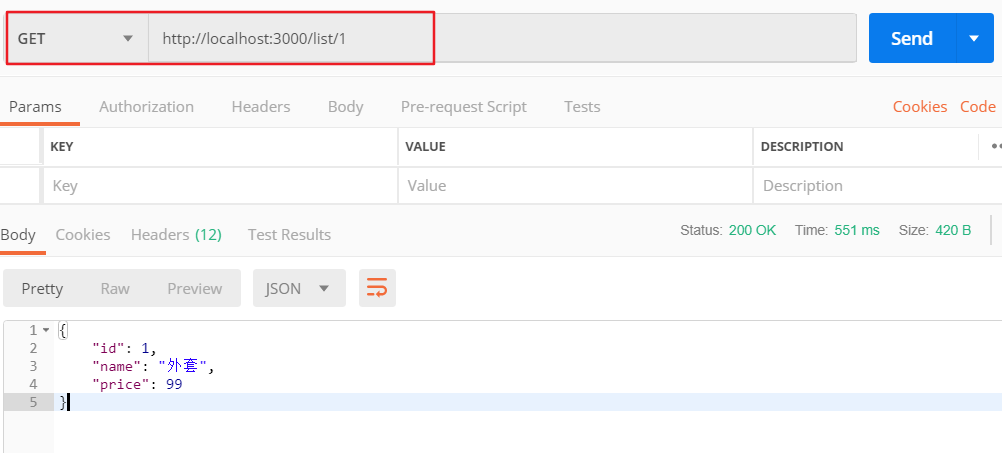 GET http://localhost:3000/list/1 Send
Params Authorization Headers Body Pre-request Script Tests Cookies Code
KEY VALUE DESCRIPTION
Key Value Description
Body Cookies Headers (12) Test Results Status: 200 OK Time: 551 ms Size: 420 B
Pretty Raw Preview JSON
1 {
2 "id": 1,
3 "name": "外套",
4 "price": 99
5 }